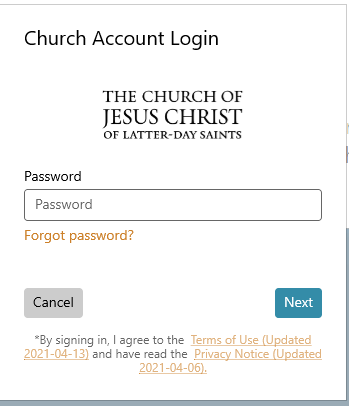 Church Account Login
THE CHURCH OF
JESUS CHRIST
OF LATTER-DAY SAINTS
Password
Password
Forgot password?
Cancel
Next
*By signing in, I agree to the Terms of Use (Updated
2021-04-13) and have read the Privacy Notice (Updated
2021-04-06).